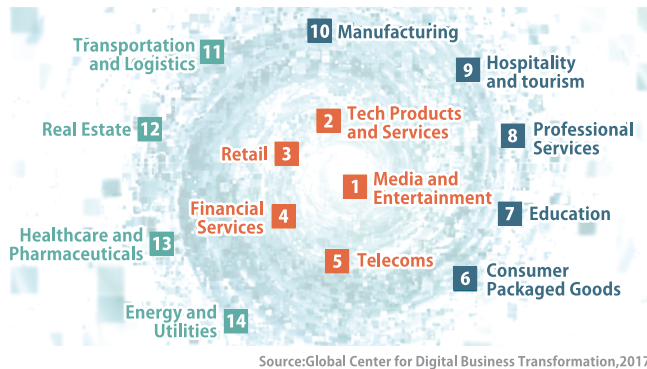 10 Manufacturing
Transportation
and Logistics 11
9 Hospitality
and tourism
2 Tech Products
and Services
Real Estate 12
8 Professional
Services
Retail 3
1 Media and
Entertainment
Financial
Services 4
7 Education
Healthcare and
Pharmaceuticals 13
5 Telecoms
6 Consumer
Packaged Goods
Energy and
Utilities 14
Source:Global Center for Digital Business Transformation,2017